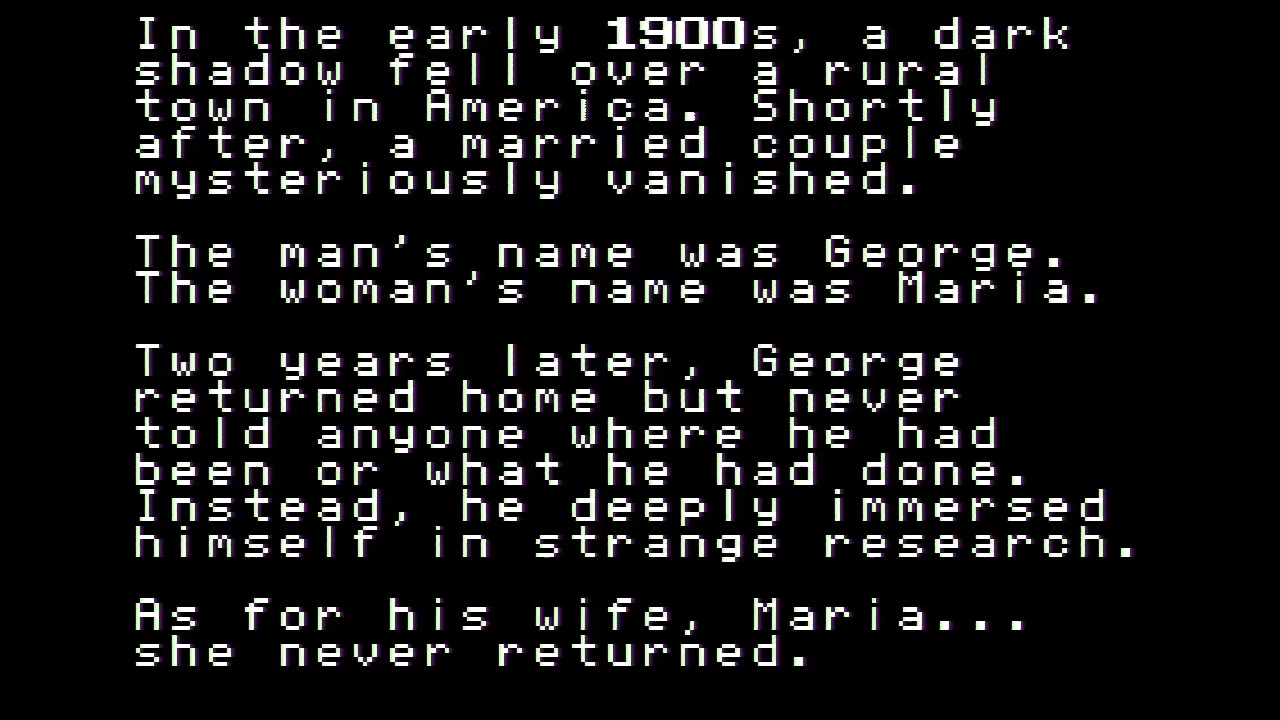 In the early 1900s, a dark
shadow fell over a rural
town in America. Shortly
after, a married couple
mysteriously vanished.
The man's name was George.
The woman's name was Maria.
Two years later, George
returned home but never
told anyone where he had
been or what he had done.
Instead, he deeply immersed
himself in strange research.
As for his wife, Maria...
she never returned.